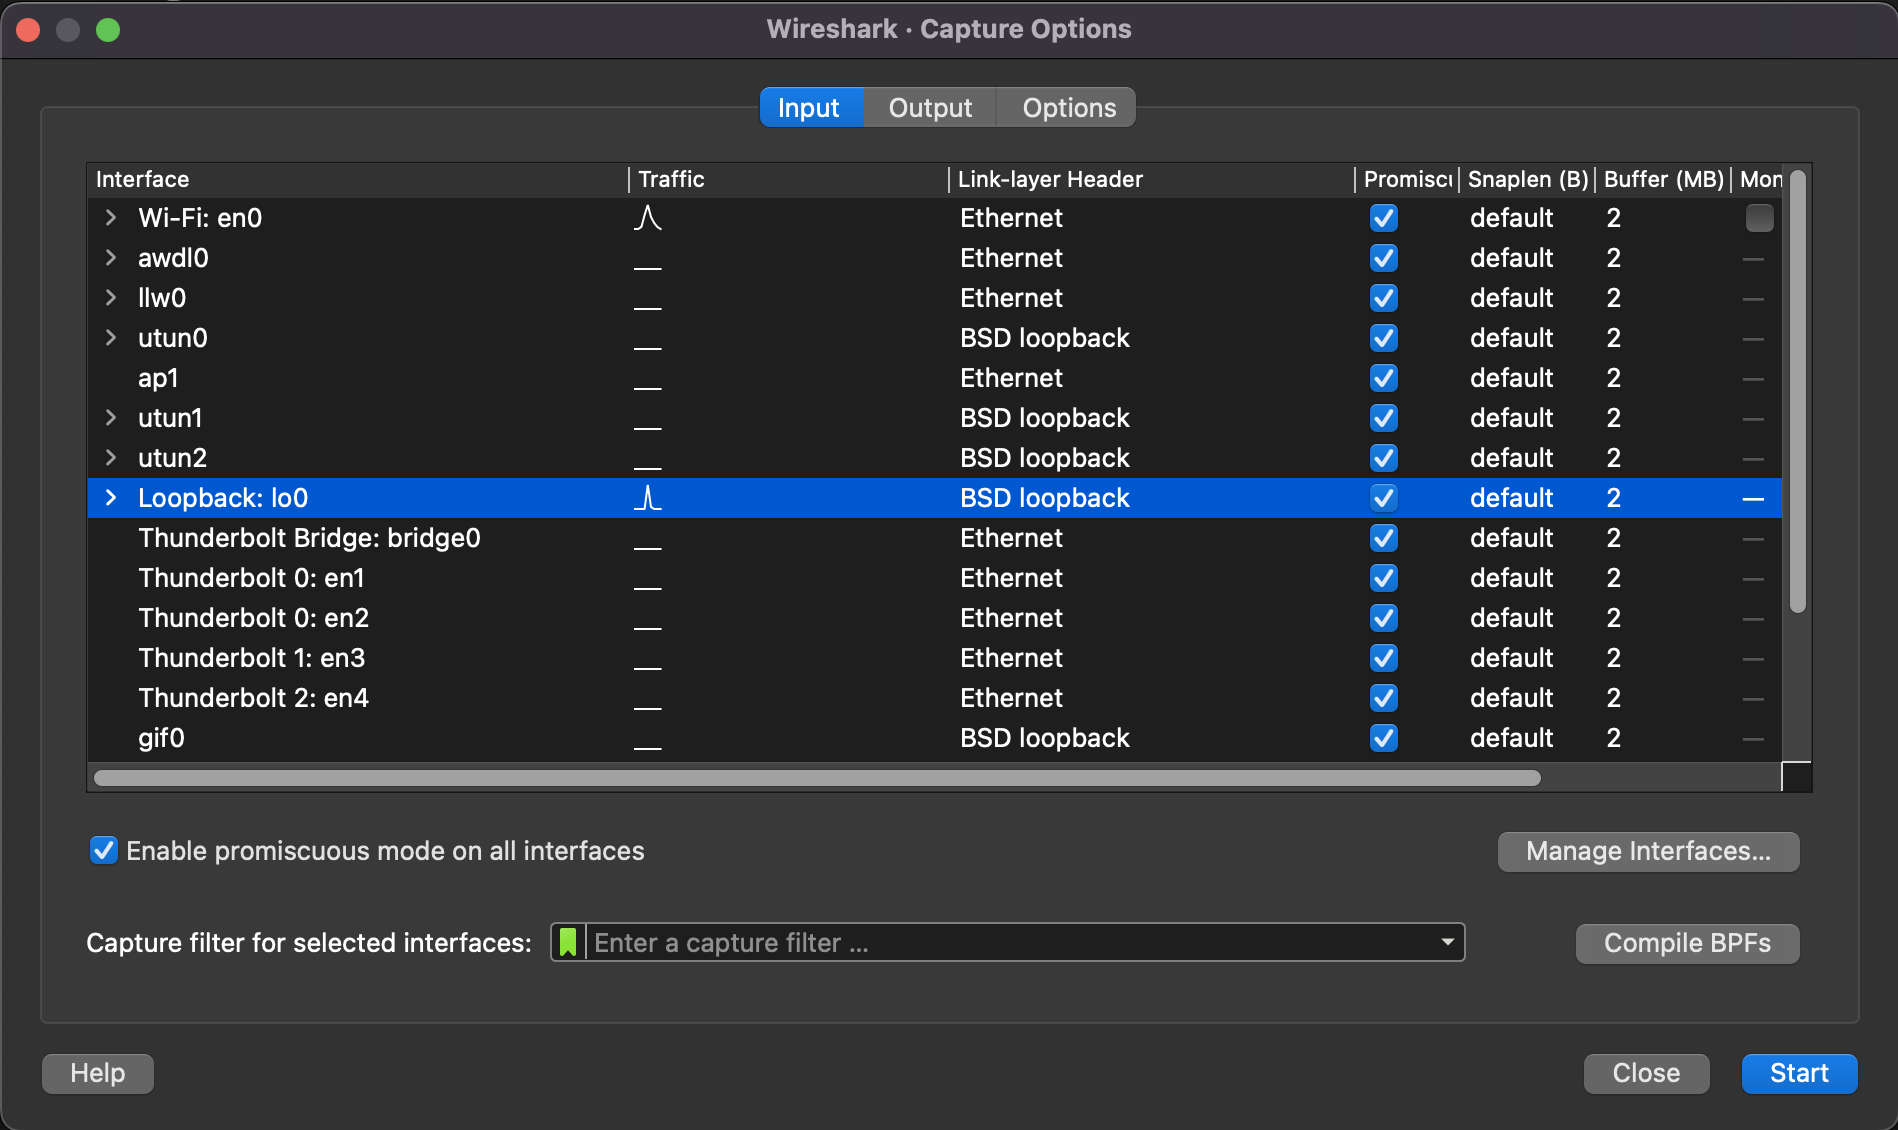 Wireshark · Capture Options
Input Output Options
Interface Traffic Link-layer Header Promiscu Snaplen (B) Buffer (MB) Mon
Wi-Fi: en0 Ethernet default 2
awdl0 Ethernet default 2
llw0 Ethernet default 2
utun0 BSD loopback default 2
ap1 Ethernet default 2
utun1 BSD loopback default 2
utun2 BSD loopback default 2
Loopback: lo0 BSD loopback default 2
Thunderbolt Bridge: bridge0 Ethernet default 2
Thunderbolt 0: en1 Ethernet default 2
Thunderbolt 0: en2 Ethernet default 2
Thunderbolt 1: en3 Ethernet default 2
Thunderbolt 2: en4 Ethernet default 2
gif0 BSD loopback default 2
Enable promiscuous mode on all interfaces Manage Interfaces...
Capture filter for selected interfaces: Enter a capture filter ... Compile BPFs
Help Close Start